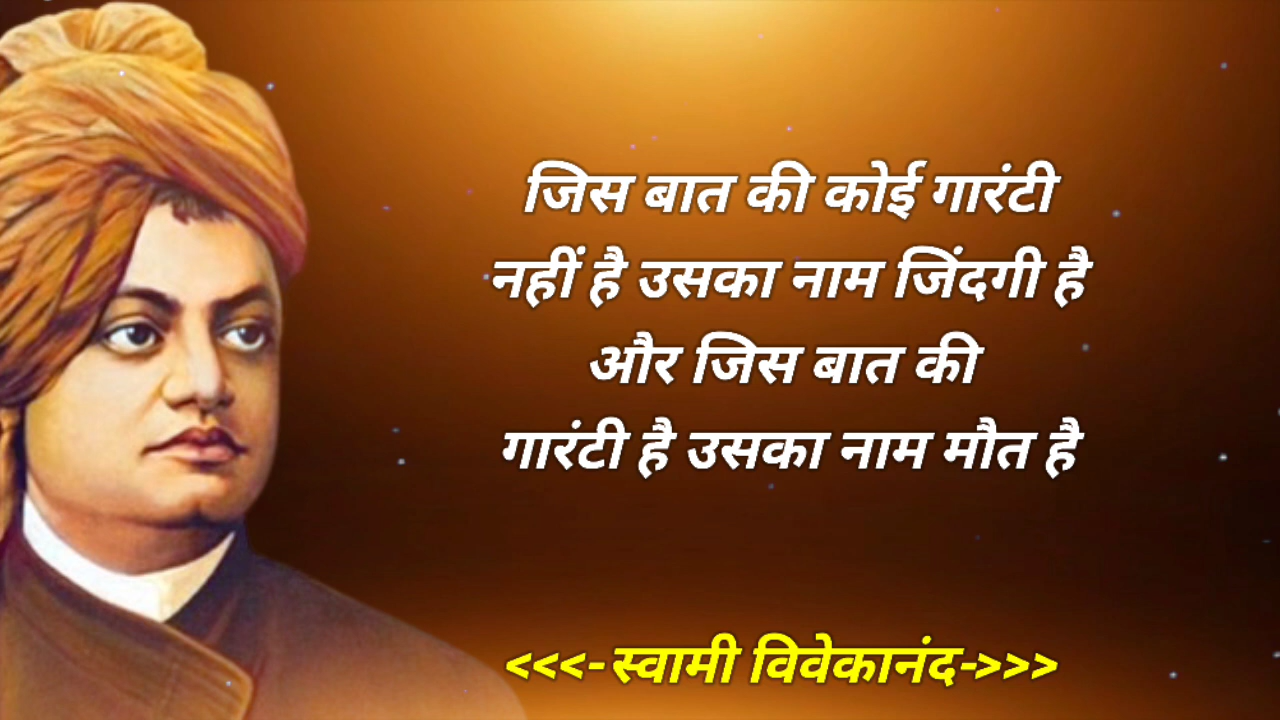 जिस बात की कोई गारंटी
नहीं है उसका नाम जिंदगी है
और जिस बात की
गारंटी है उसका नाम मौत है
<<<-स्वामी विवेकानंद->>>